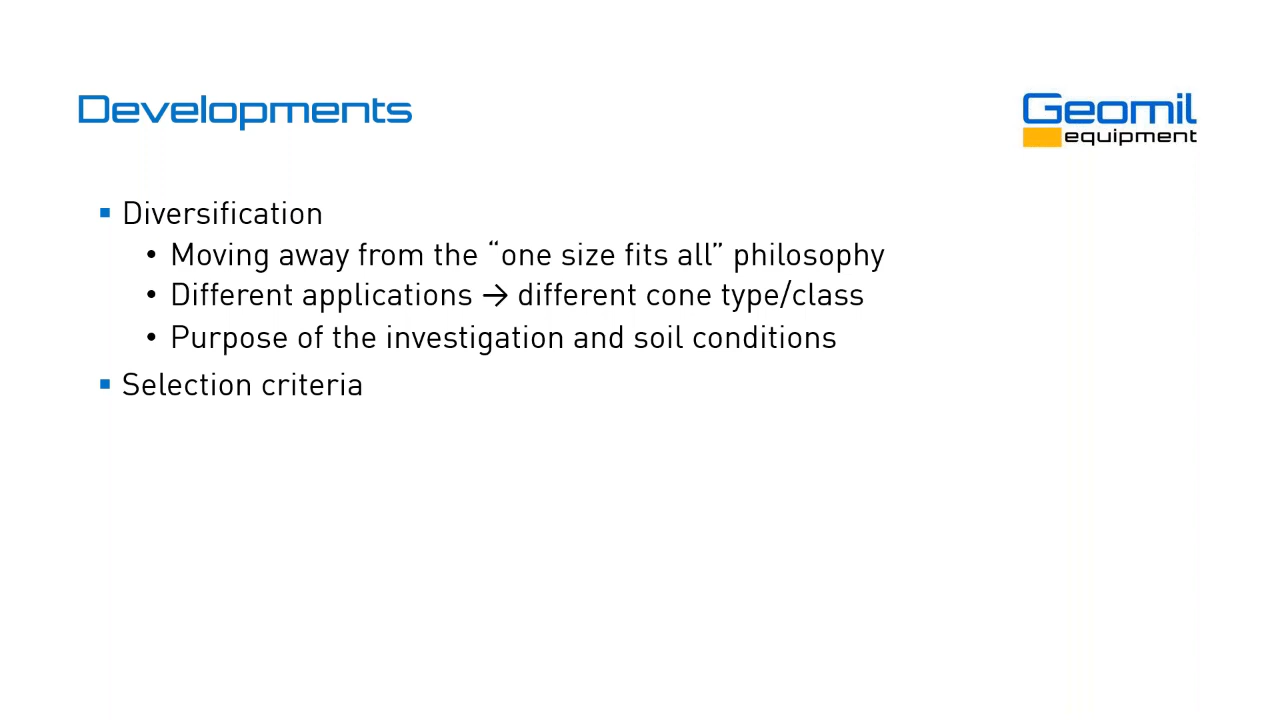 Developments
Geomil
equipment
▪ Diversification
• Moving away from the “one size fits all” philosophy
• Different applications → different cone type/class
• Purpose of the investigation and soil conditions
▪ Selection criteria